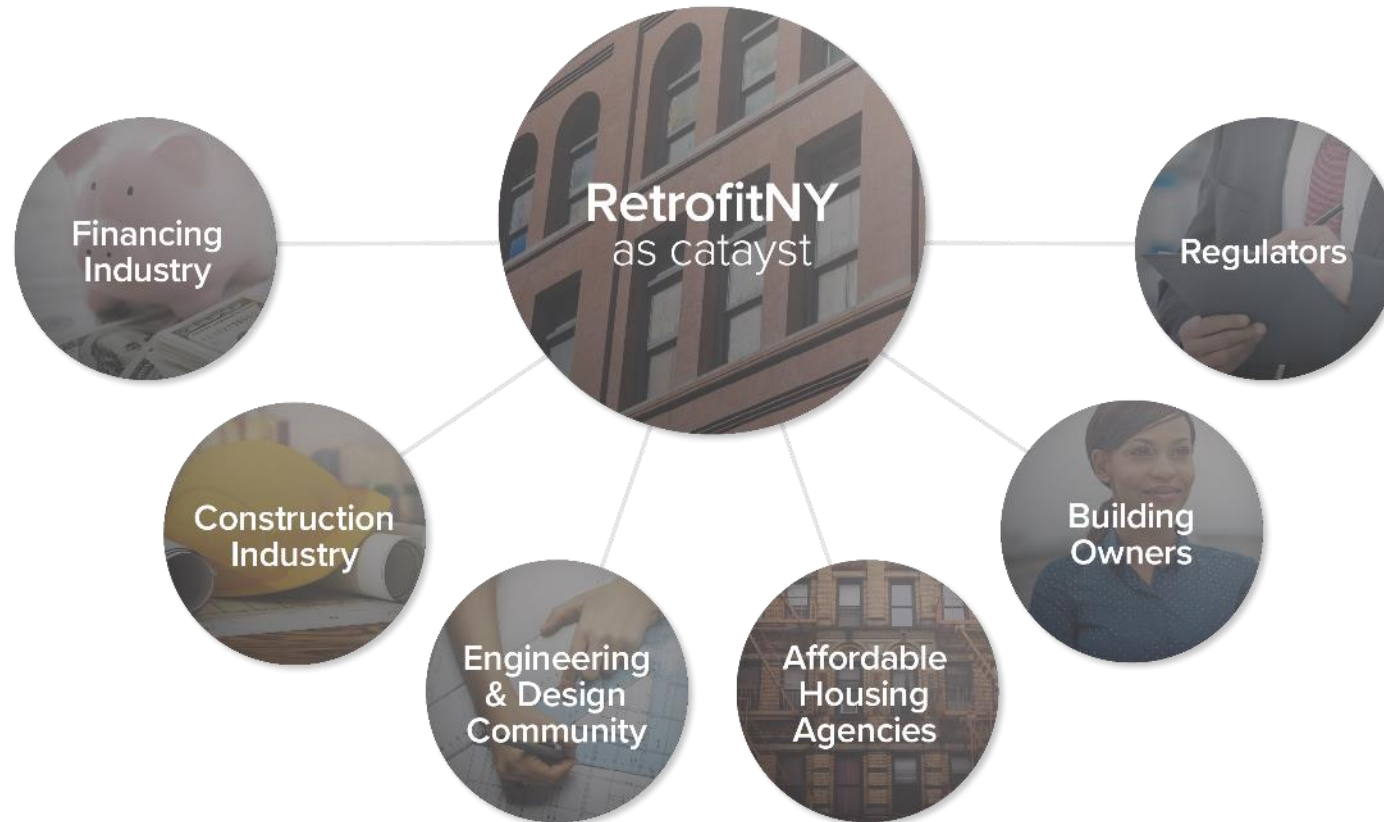 RetrofitNY
as catayst
Financing
Industry
Regulators
Construction
Industry
Building
Owners
Engineering
& Design
Community
Affordable
Housing
Agencies